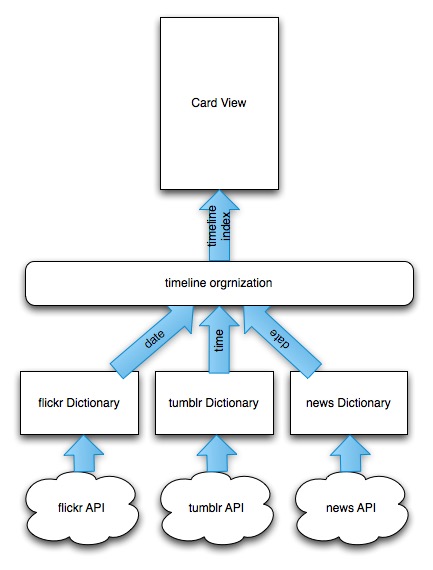 Card View
timeline
index
timeline orgrnization
date
time
date
flickr Dictionary
tumblr Dictionary
news Dictionary
flickr API
tumblr API
news API